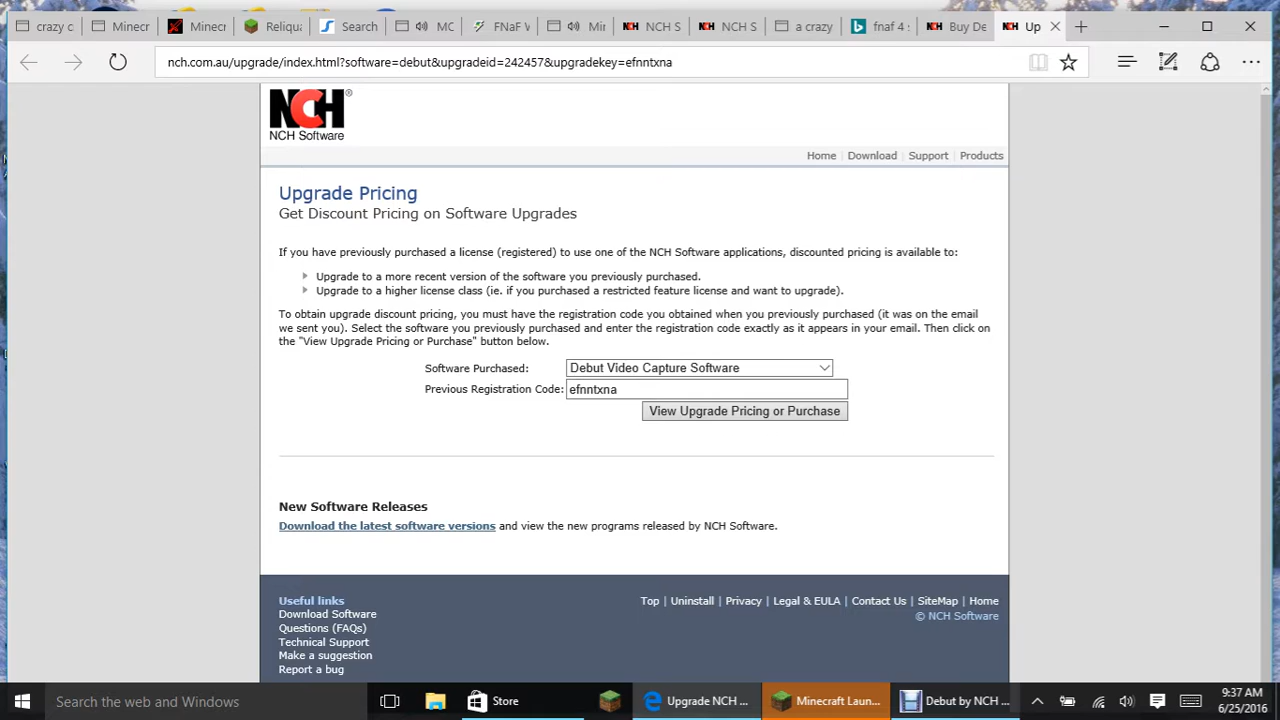 crazy c
Minecr
Minecr
Reliqu
Search
MC
FNaF V
Mi
NCH S
NCH S
a crazy
fnaf 4 s
Buy De
Up
nch.com.au/upgrade/index.html?software=debut&upgradeid=242457&upgradekey=efnntxna
NCH®
NCH Software
Home | Download | Support | Products
Upgrade Pricing
Get Discount Pricing on Software Upgrades
If you have previously purchased a license (registered) to use one of the NCH Software applications, discounted pricing is available to:
Upgrade to a more recent version of the software you previously purchased.
Upgrade to a higher license class (ie. if you purchased a restricted feature license and want to upgrade).
To obtain upgrade discount pricing, you must have the registration code you obtained when you previously purchased (it was on the email
we sent you). Select the software you previously purchased and enter the registration code exactly as it appears in your email. Then click on
the "View Upgrade Pricing or Purchase" button below.
Software Purchased: Debut Video Capture Software
Previous Registration Code: efnntxna
View Upgrade Pricing or Purchase
New Software Releases
Download the latest software versions and view the new programs released by NCH Software.
Useful links
Download Software
Questions (FAQs)
Technical Support
Make a suggestion
Report a bug
Top | Uninstall | Privacy | Legal & EULA | Contact Us | SiteMap | Home
© NCH Software
Search the web and Windows
Store
Upgrade NCH ...
Minecraft Laun...
Debut by NCH ...
9:37 AM
6/25/2016